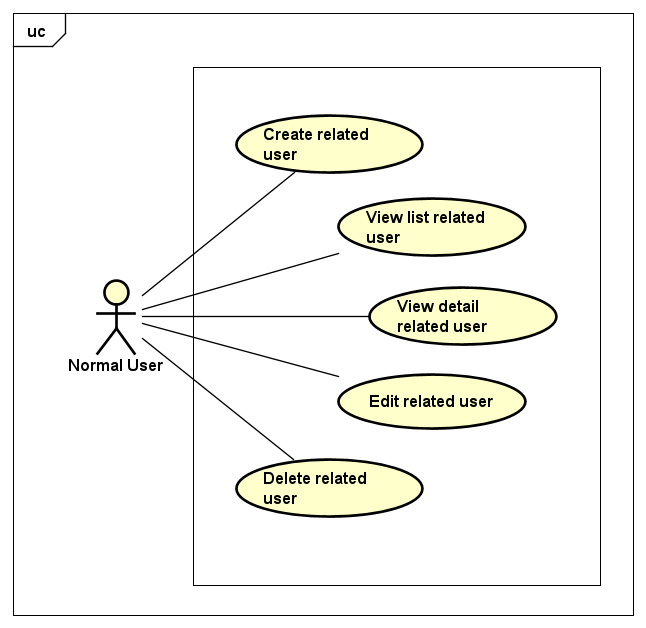 uc
Create related
user
View list related
user
View detail
related user
Normal User
Edit related user
Delete related
user